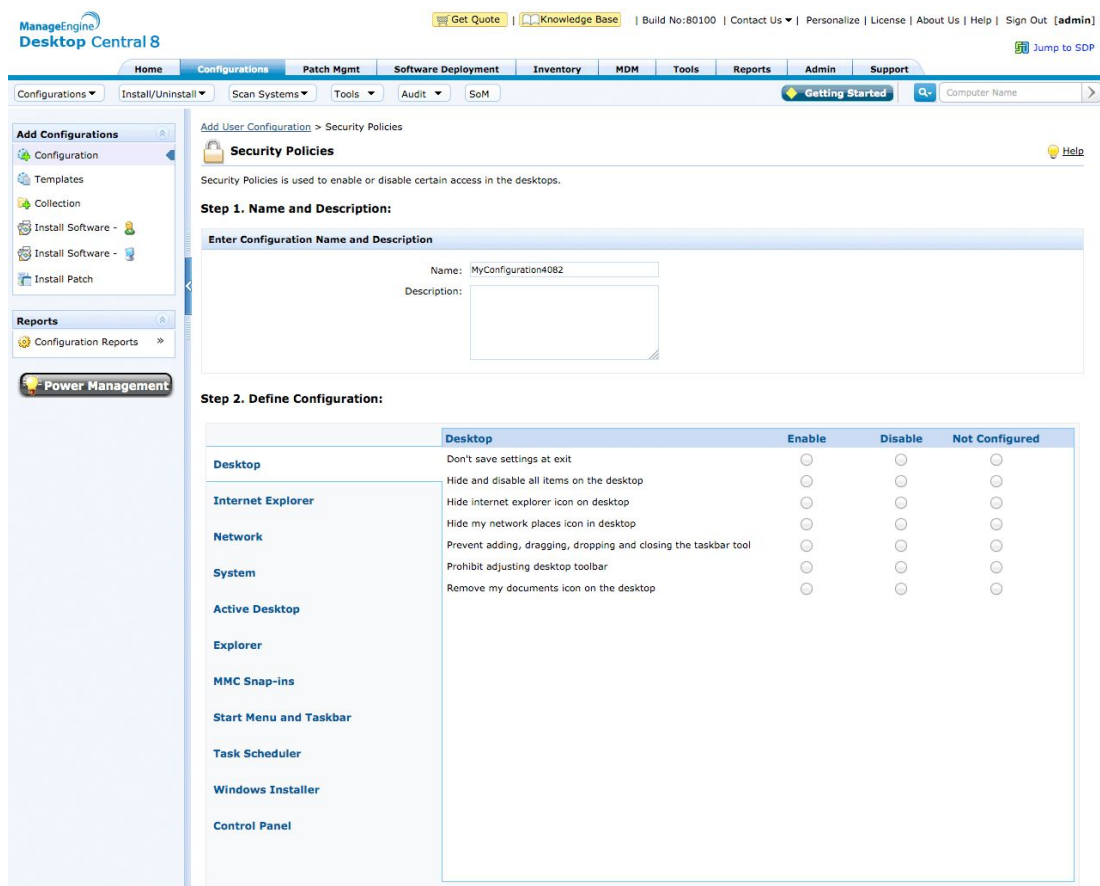 ManageEngine
Desktop Central 8
Get Quote | Knowledge Base | Build No:80100 | Contact Us ▼ | Personalize | License | About Us | Help | Sign Out [admin]
Jump to SDP
Home Configurations Patch Mgmt Software Deployment Inventory MDM Tools Reports Admin Support
Configurations ▼ Install/Uninstall ▼ Scan Systems ▼ Tools ▼ Audit ▼ SoM Getting Started Computer Name
Add Configurations
Configuration
Templates
Collection
Install Software -
Install Software -
Install Patch
Reports
Configuration Reports »
Power Management
Add User Configuration > Security Policies
Security Policies
Help
Security Policies is used to enable or disable certain access in the desktops.
Step 1. Name and Description:
Enter Configuration Name and Description
Name: MyConfiguration4082
Description:
Step 2. Define Configuration:
Desktop
Internet Explorer
Network
System
Active Desktop
Explorer
MMC Snap-ins
Start Menu and Taskbar
Task Scheduler
Windows Installer
Control Panel
Desktop Enable Disable Not Configured
Don't save settings at exit
Hide and disable all items on the desktop
Hide internet explorer icon on desktop
Hide my network places icon in desktop
Prevent adding, dragging, dropping and closing the taskbar tool
Prohibit adjusting desktop toolbar
Remove my documents icon on the desktop